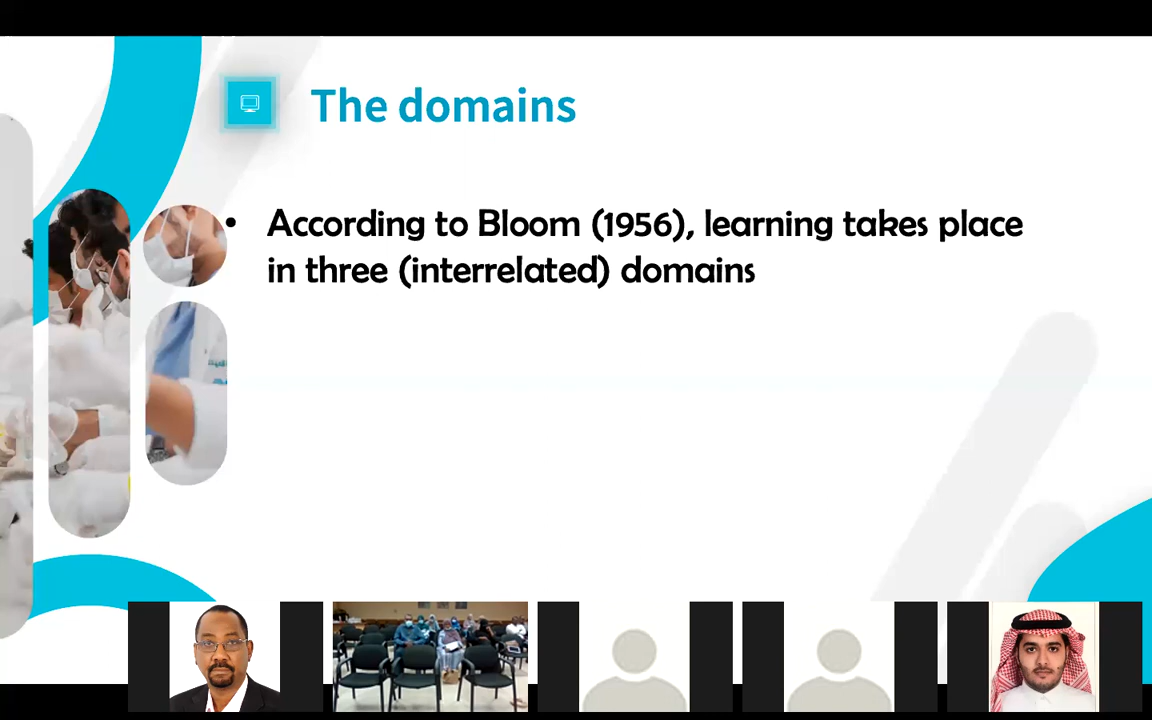 The domains
• According to Bloom (1956), learning takes place
in three (interrelated) domains